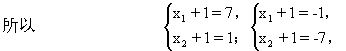 所以 { x₁+1=7, { x₁+1=-1,
x₂+1=1; x₂+1=-7,